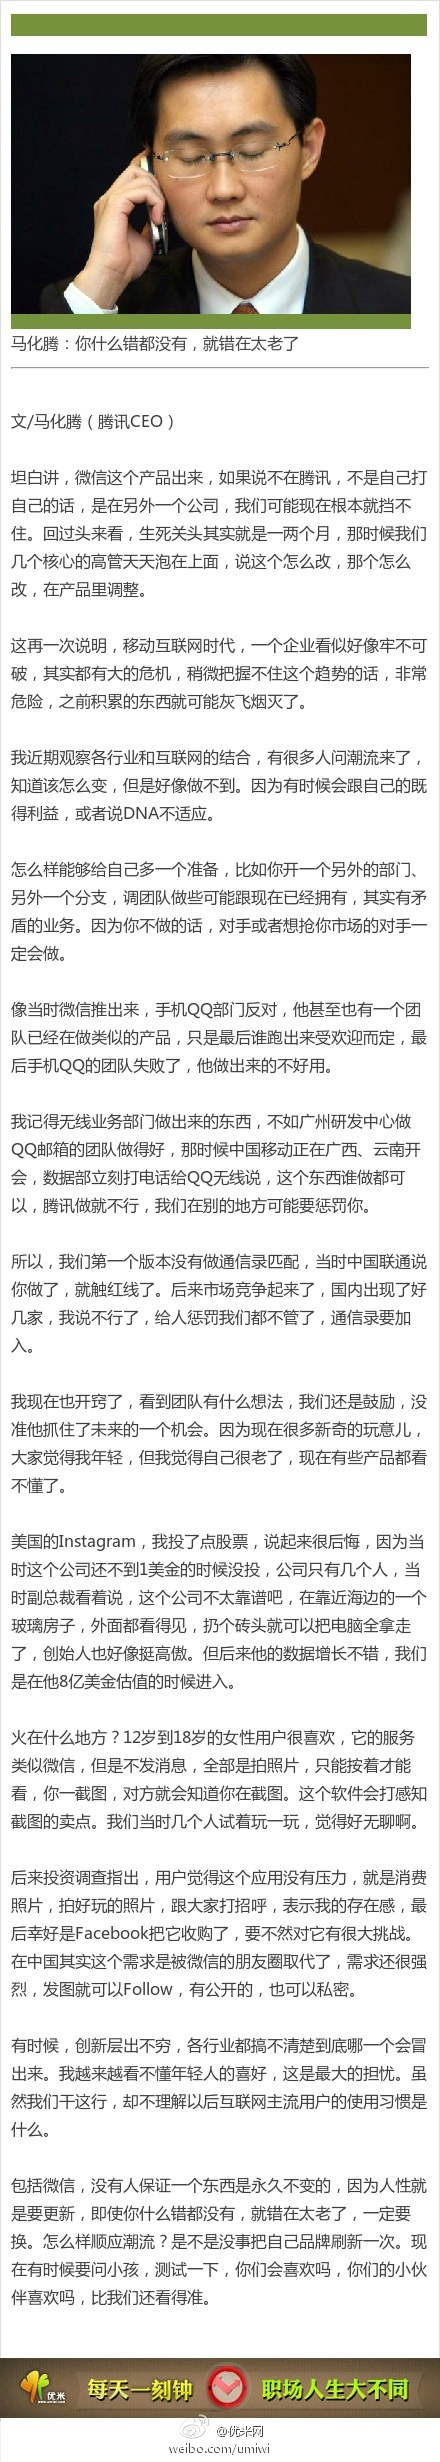 马化腾：你什么错都没有，就错在太老了
文/马化腾（腾讯CEO）
坦白讲，微信这个产品出来，如果说不在腾讯，不是自己打
自己的话，是在另外一个公司，我们可能现在根本就挡不
住。回过头来看，生死关头其实就是一两个月，那时候我们
几个核心的高管天天泡在上面，说这个怎么改，那个怎么
改，在产品里调整。
这再一次说明，移动互联网时代，一个企业看似好像牢不可
破，其实都有大的危机，稍微把握不住这个趋势的话，非常
危险，之前积累的东西就可能灰飞烟灭了。
我近期观察各行业和互联网的结合，有很多人问潮流来了，
知道该怎么变，但是好像做不到。因为有时候会跟自己的既
得利益，或者说DNA不适应。
怎么样能够给自己多一个准备，比如你开一个另外的部门、
另外一个分支，调团队做些可能跟现在已经拥有，其实有矛
盾的业务。因为你不做的话，对手或者想抢你市场的对手一
定会做。
像当时微信推出来，手机QQ部门反对，他甚至也有一个团
队已经在做类似的产品，只是最后谁跑出来受欢迎而定，最
后手机QQ的团队失败了，他做出来的不好用。
我记得无线业务部门做出来的东西，不如广州研发中心做
QQ邮箱的团队做得好，那时候中国移动正在广西、云南开
会，数据部立刻打电话给QQ无线说，这个东西谁做都可
以，腾讯做就不行，我们在别的地方可能要惩罚你。
所以，我们第一个版本没有做通信录匹配，当时中国联通说
你做了，就触红线了。后来市场竞争起来了，国内出现了好
几家，我说不行了，给人惩罚我们都不管了，通信录要加
入。
我现在也开窍了，看到团队有什么想法，我们还是鼓励，没
准他抓住了未来的一个机会。因为现在很多新奇的玩意儿，
大家觉得我年轻，但我觉得自己很老了，现在有些产品都看
不懂了。
美国的Instagram，我投了点股票，说起来很后悔，因为当
时这个公司还不到1美金的时候没投，公司只有几个人，当
时副总裁看着说，这个公司不太靠谱吧，在靠近海边的一个
玻璃房子，外面都看得见，扔个砖头就可以把电脑全拿走
了，创始人也好像挺高傲。但后来他的数据增长不错，我们
是在他8亿美金估值的时候进入。
火在什么地方？12岁到18岁的女性用户很喜欢，它的服务
类似微信，但是不发消息，全部是拍照片，只能按着才能
看，你一截图，对方就会知道你在截图。这个软件会打感知
截图的卖点。我们当时几个人试着玩一玩，觉得好无聊啊。
后来投资调查指出，用户觉得这个应用没有压力，就是消费
照片，拍好玩的照片，跟大家打招呼，表示我的存在感，最
后幸好是Facebook把它收购了，要不然对它有很大挑战。
在中国其实这个需求是被微信的朋友圈取代了，需求还很强
烈，发图就可以Follow，有公开的，也可以私密。
有时候，创新层出不穷，各行业都搞不清楚到底哪一个会冒
出来。我越来越看不懂年轻人的喜好，这是最大的担忧。虽
然我们干这行，却不理解以后互联网主流用户的使用习惯是
什么。
包括微信，没有人保证一个东西是永久不变的，因为人性就
是要更新，即使你什么错都没有，就错在太老了，一定要
换。怎么样顺应潮流？是不是没事把自己品牌刷新一次。现
在有时候要问小孩，测试一下，你们会喜欢吗，你们的小伙
伴喜欢吗，比我们还看得准。
优米 每天一刻钟 职场人生大不同
@优米网
weibo.com/umiwi